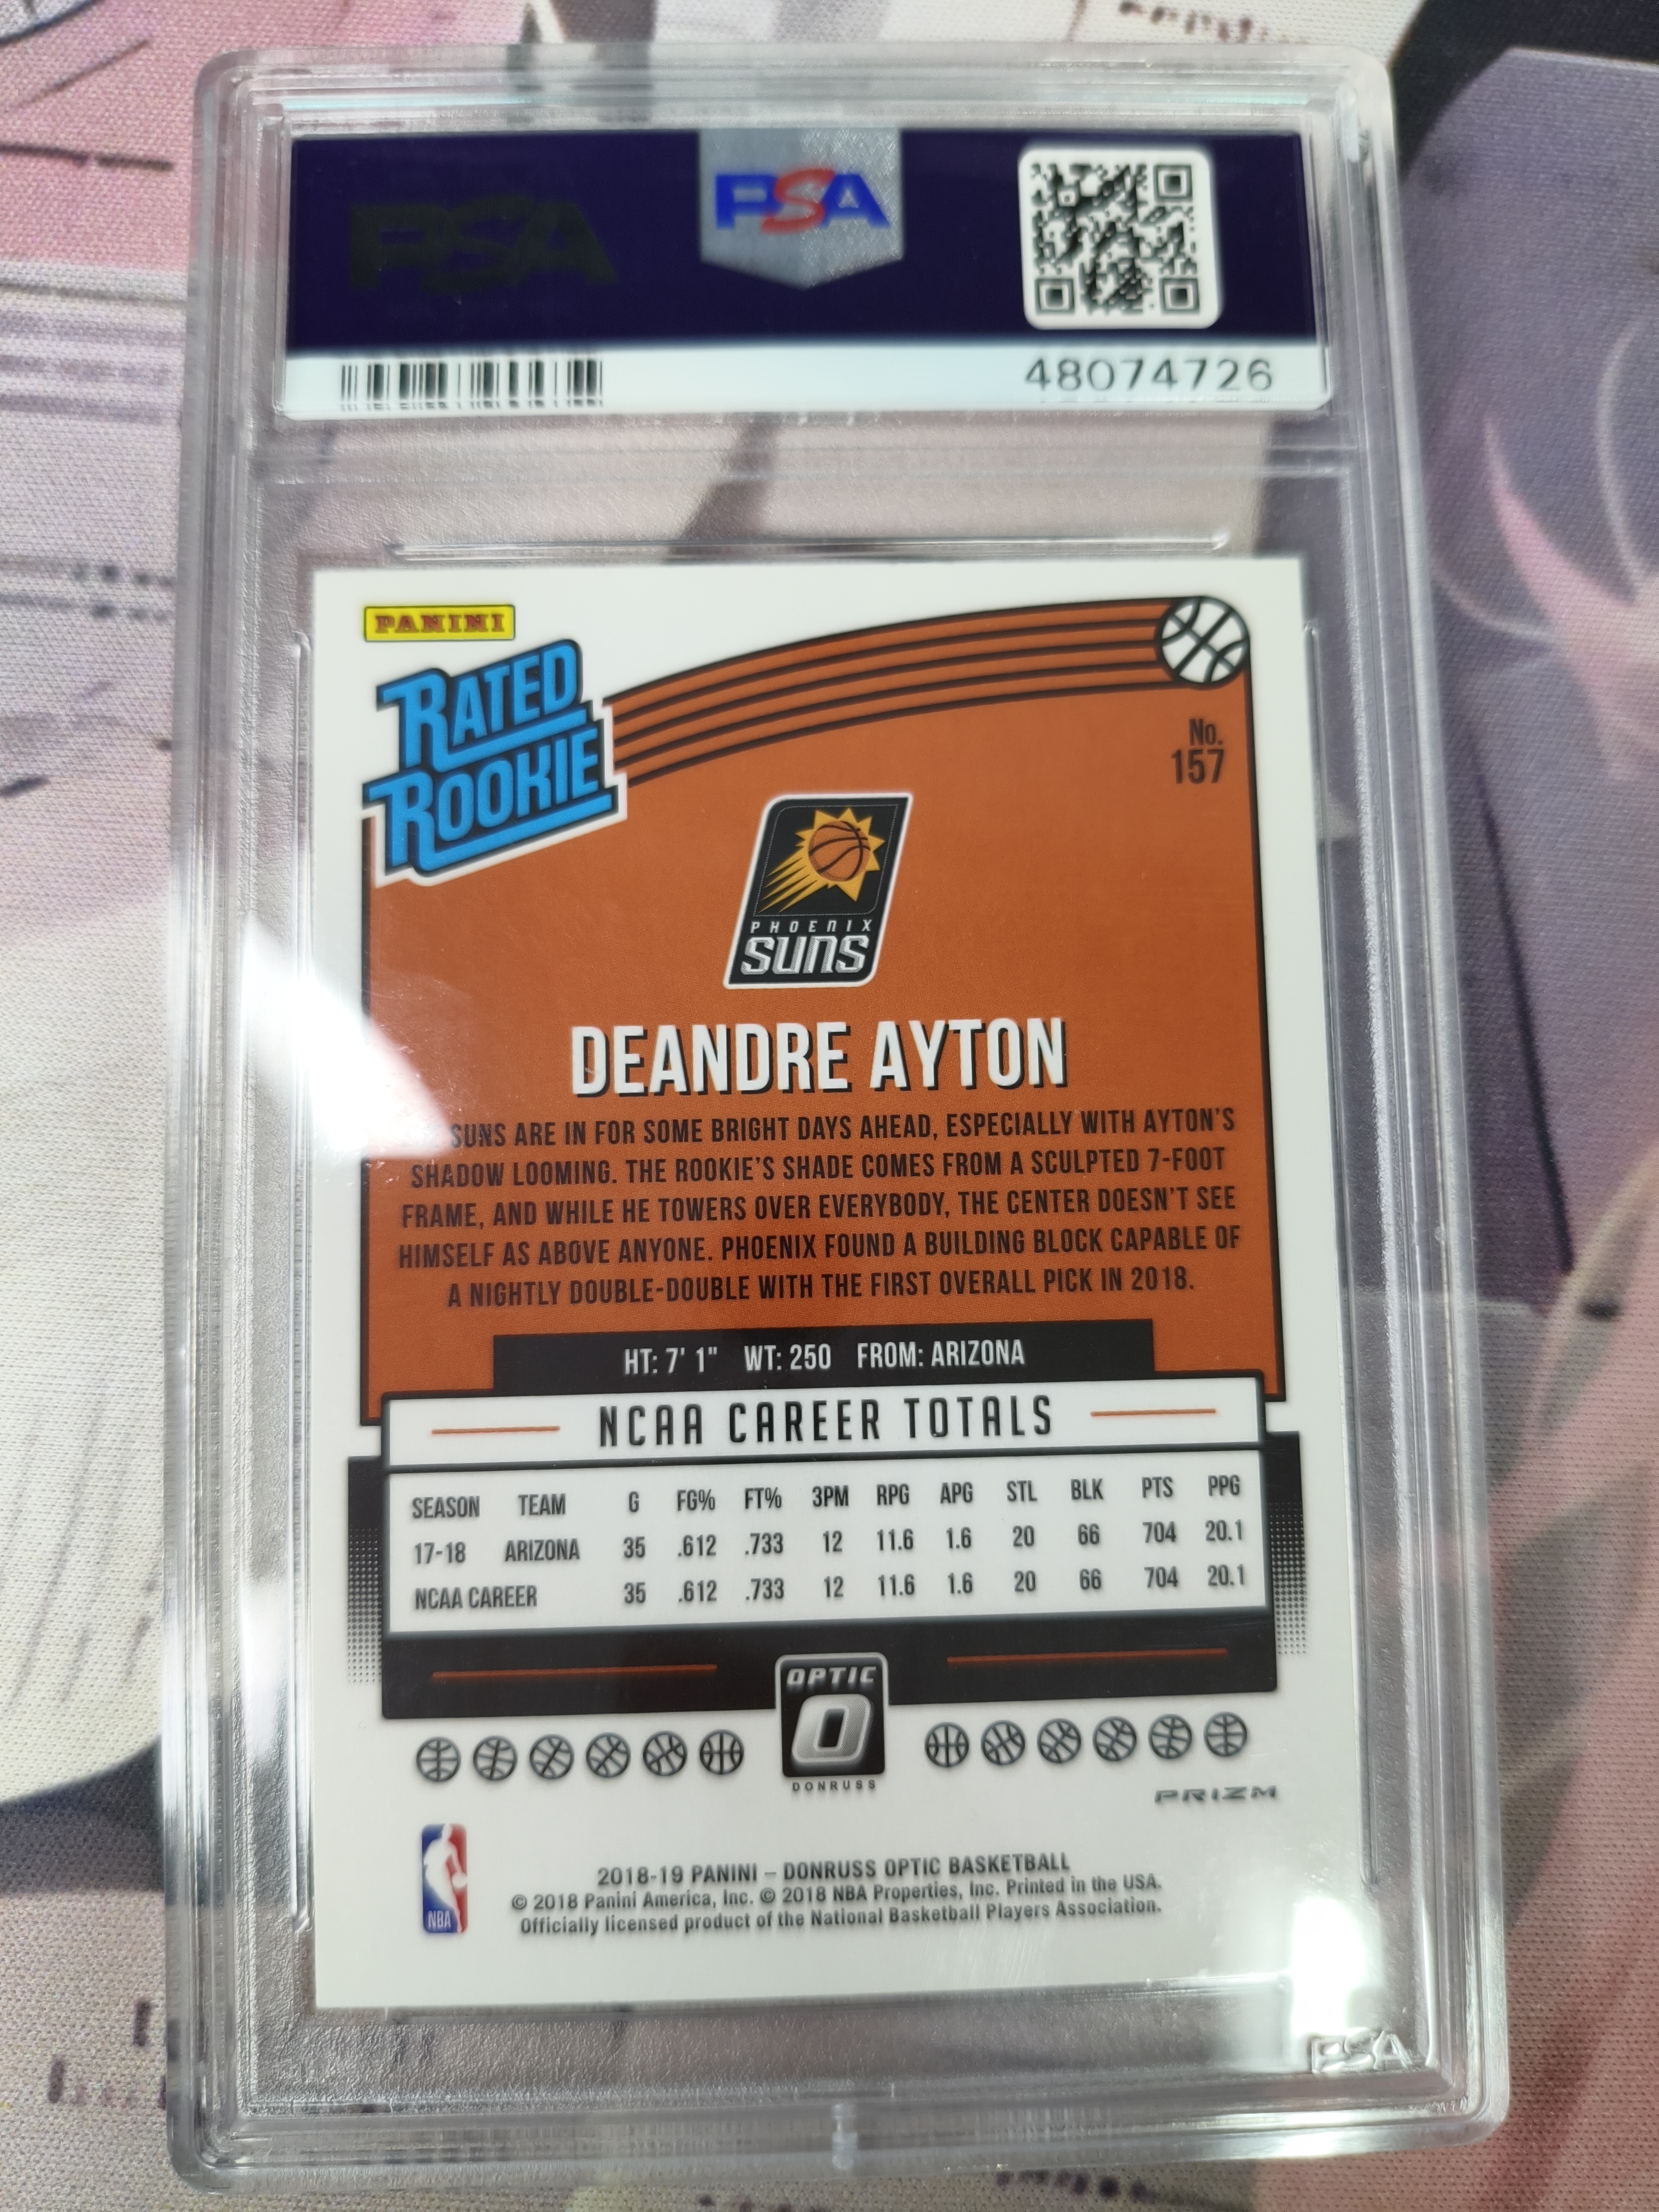 PSA
PSA
48074726
PANINI
RATED
ROOKIE
No.
157
PHOENIX
SUNS
DEANDRE AYTON
SUNS ARE IN FOR SOME BRIGHT DAYS AHEAD, ESPECIALLY WITH AYTON'S
SHADOW LOOMING. THE ROOKIE'S SHADE COMES FROM A SCULPTED 7-FOOT
FRAME, AND WHILE HE TOWERS OVER EVERYBODY, THE CENTER DOESN'T SEE
HIMSELF AS ABOVE ANYONE. PHOENIX FOUND A BUILDING BLOCK CAPABLE OF
A NIGHTLY DOUBLE-DOUBLE WITH THE FIRST OVERALL PICK IN 2018.
HT: 7' 1" WT: 250 FROM: ARIZONA
NCAA CAREER TOTALS
SEASON TEAM G FG% FT% 3PM RPG APG STL BLK PTS PPG
17-18 ARIZONA 35 .612 .733 12 11.6 1.6 20 66 704 20.1
NCAA CAREER 35 .612 .733 12 11.6 1.6 20 66 704 20.1
OPTIC
O
DONRUSS
PRIZM
NBA
2018-19 PANINI – DONRUSS OPTIC BASKETBALL
© 2018 Panini America, Inc. © 2018 NBA Properties, Inc. Printed in the USA.
Officially licensed product of the National Basketball Players Association.
PSA